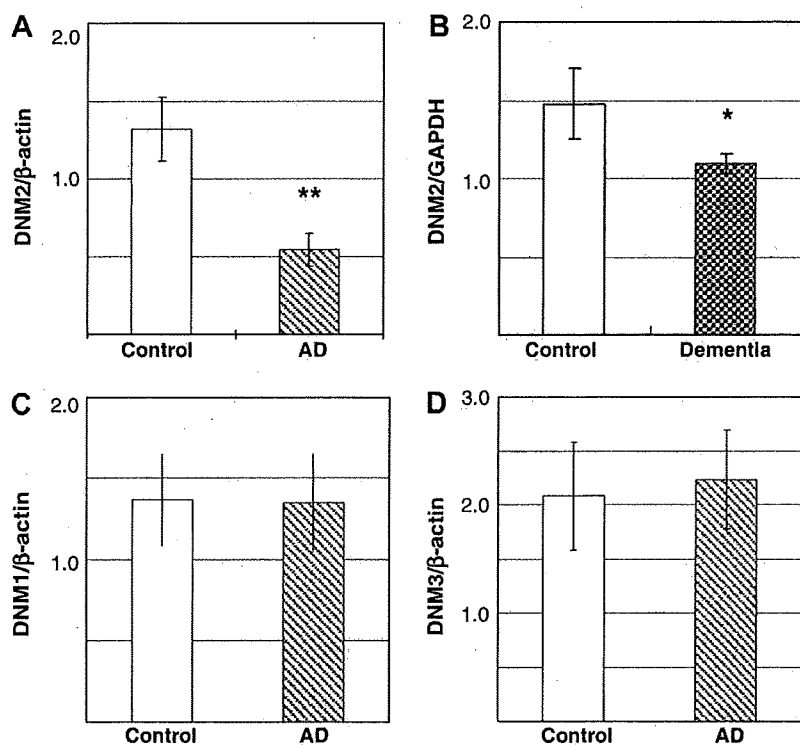 A
2.0
1.0
DNM2/β-actin
**
Control AD
B
2.0
1.0
DNM2/GAPDH
*
Control Dementia
C
2.0
1.0
DNM1/β-actin
Control AD
D
3.0
2.0
1.0
DNM3/β-actin
Control AD